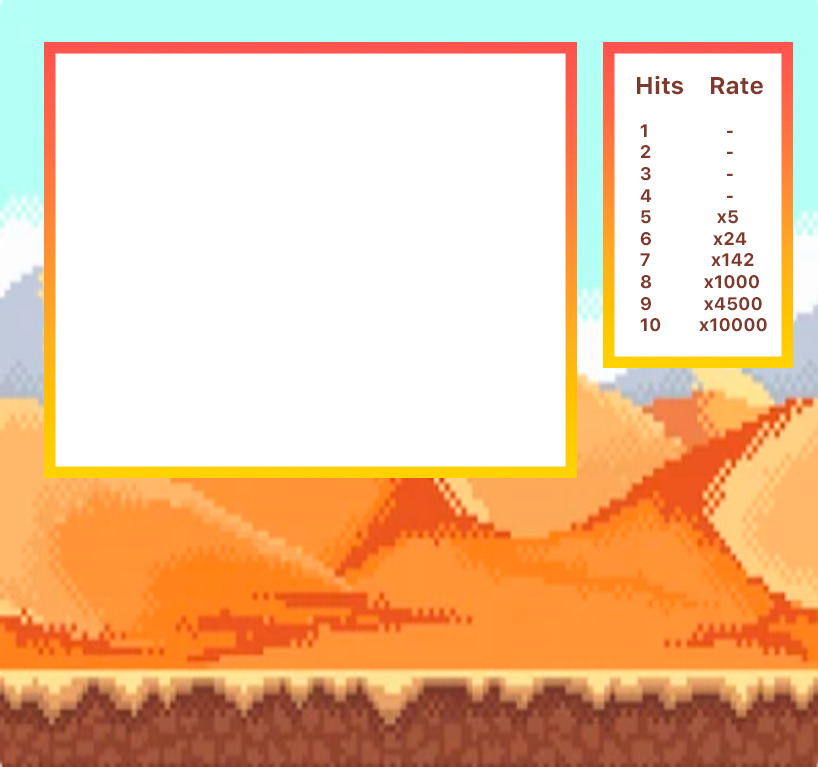 Hits Rate
1 -
2 -
3 -
4 -
5 x5
6 x24
7 x142
8 x1000
9 x4500
10 x10000